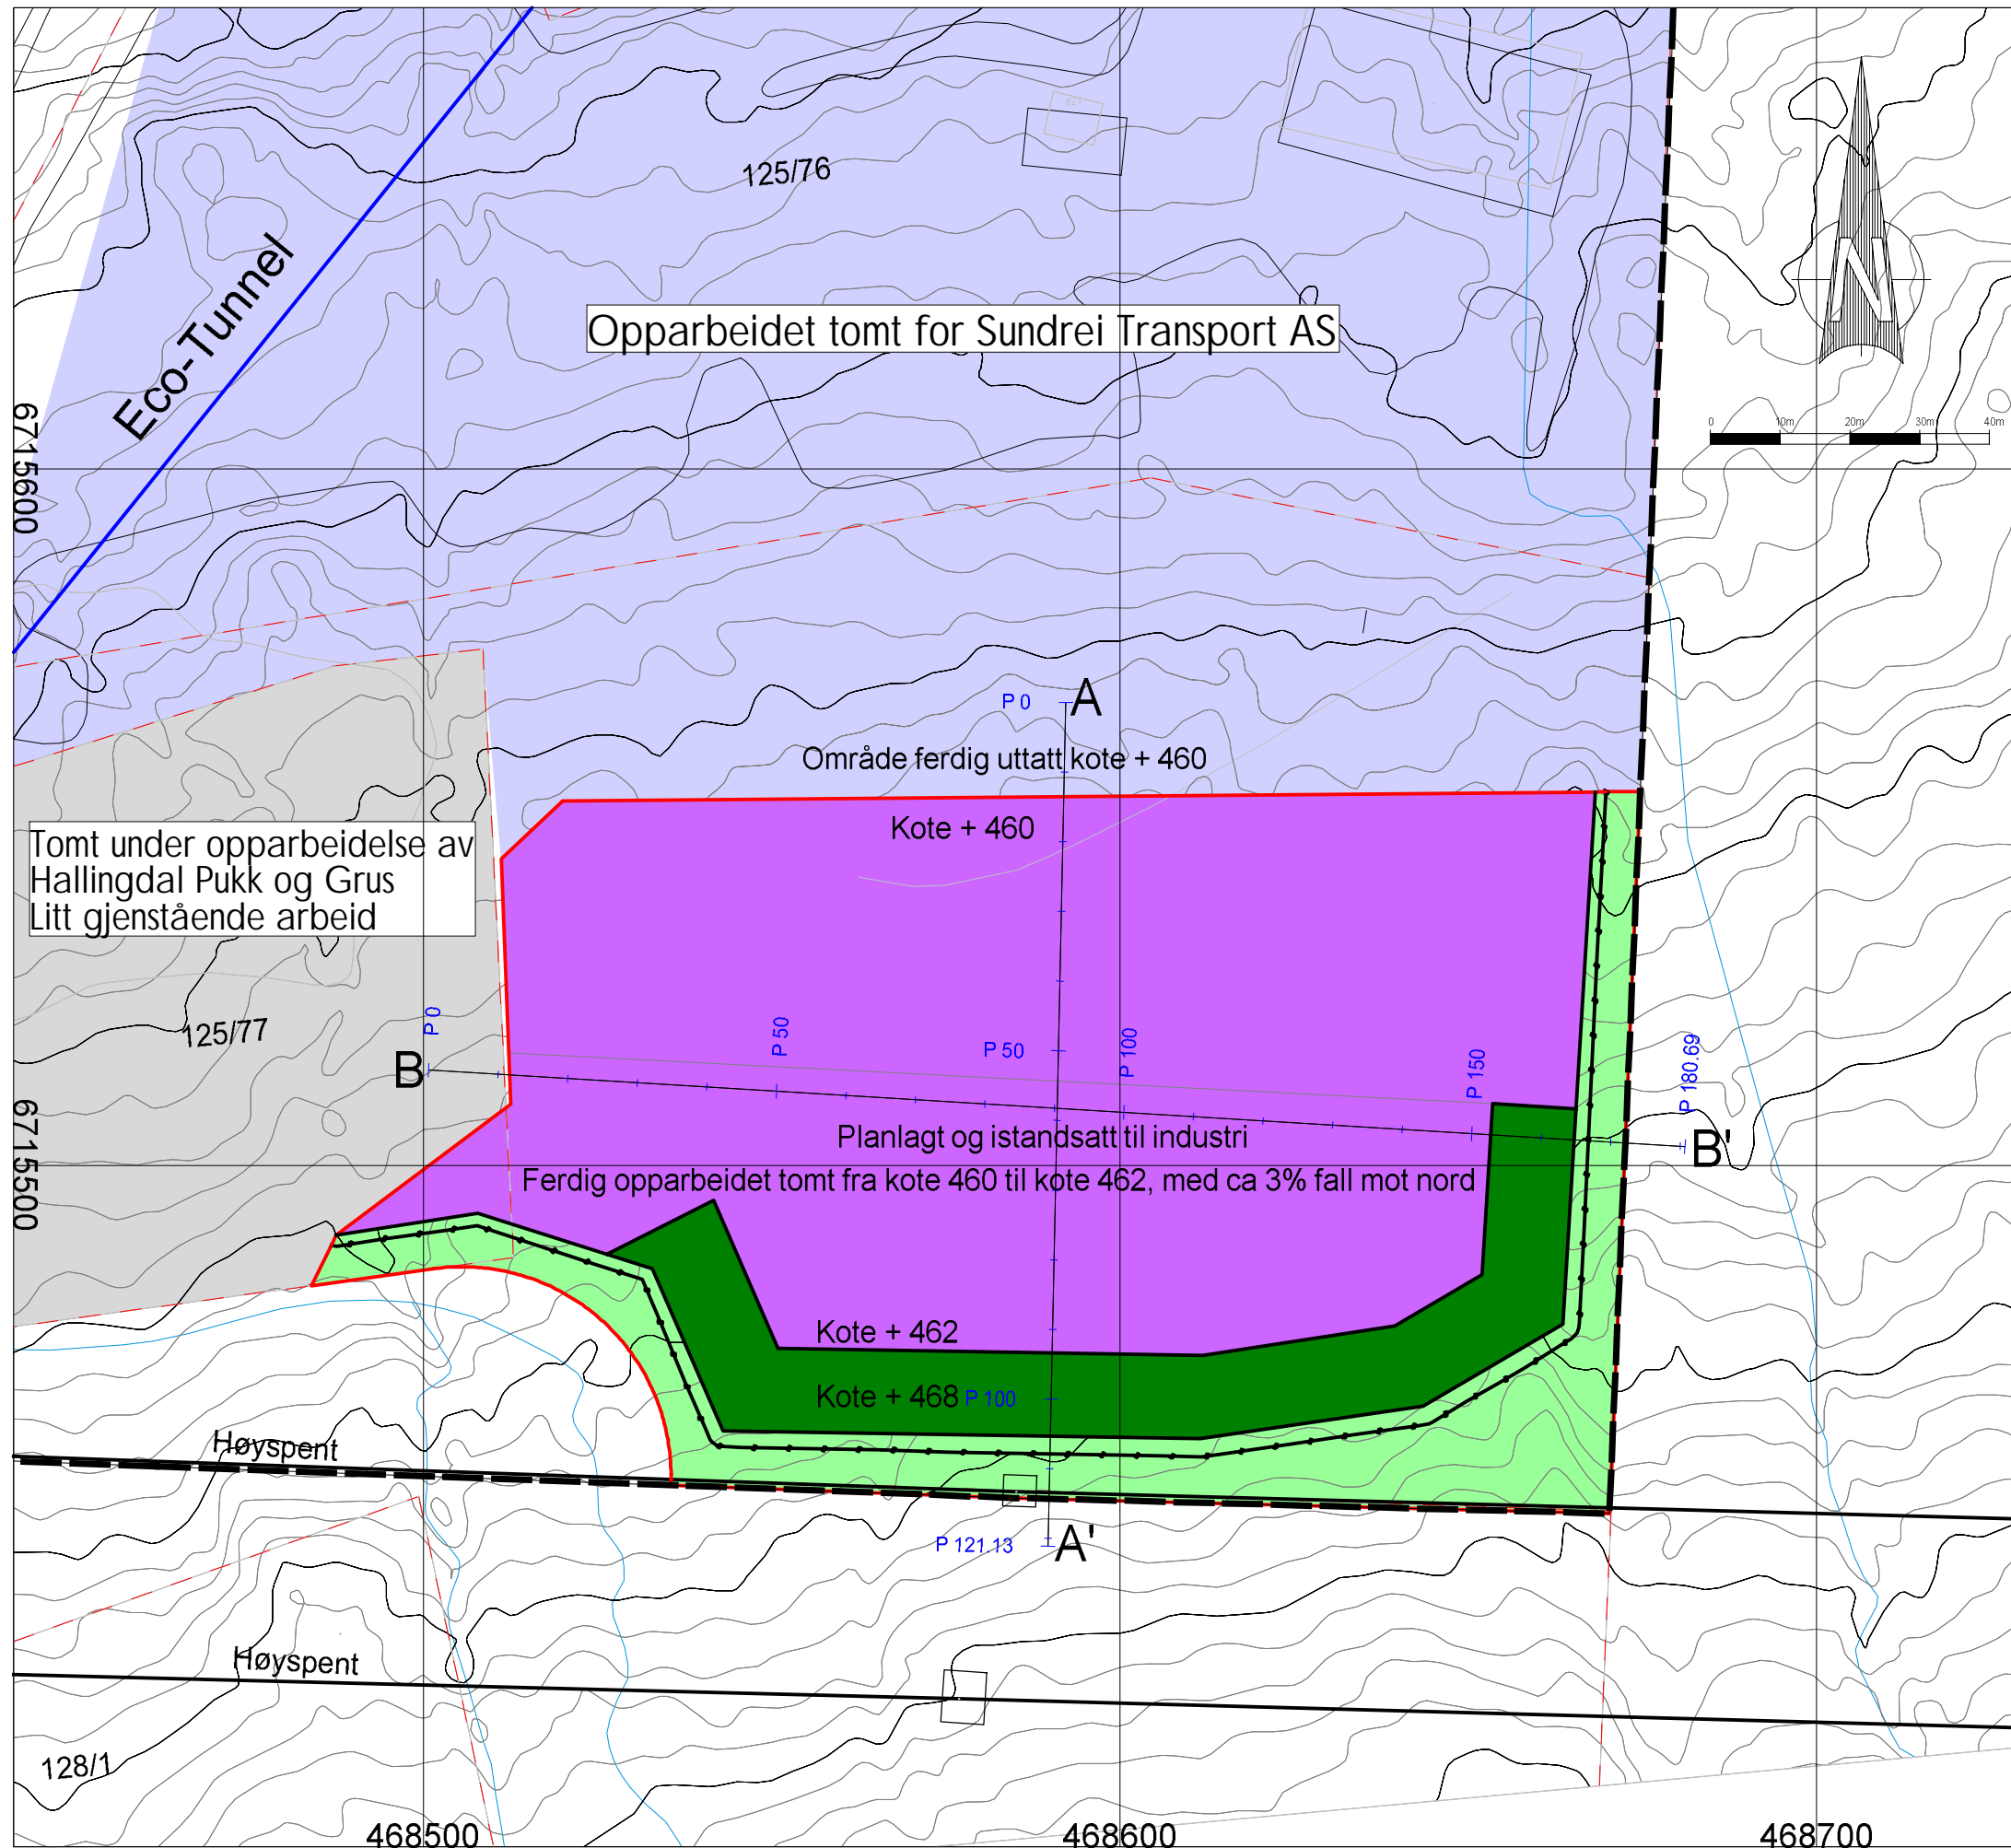 125/76
Eco-Tunnel
Opparbeidet tomt for Sundrei Transport AS
N
0 10m 20m 30m 40m
6715600
P 0
A
Område ferdig uttatt kote + 460
Kote + 460
Tomt under opparbeidelse av
Hallingdal Pukk og Grus
Litt gjenstående arbeid
125/77
P 0
P 50
P 50
P 100
P 150
P 180.69
B
B'
Planlagt og istandsatt til industri
Ferdig opparbeidet tomt fra kote 460 til kote 462, med ca 3% fall mot nord
6715500
Kote + 462
Kote + 468
P 100
Høyspent
P 121.13
A'
Høyspent
128/1
468500
468600
468700